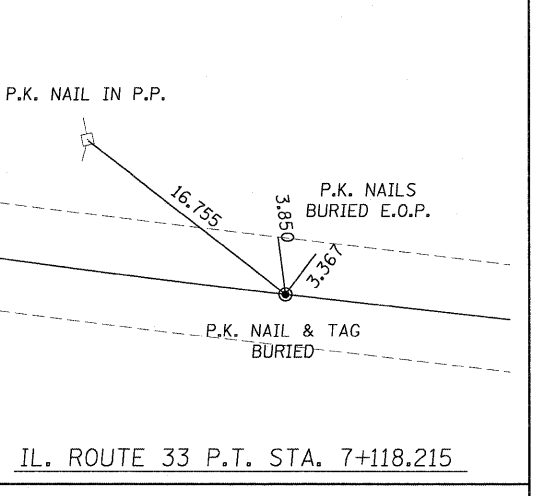 P.K. NAIL IN P.P.
16.755
3.850
P.K. NAILS
BURIED E.O.P.
3.367
P.K. NAIL & TAG
BURIED
IL. ROUTE 33 P.T. STA. 7+118.215